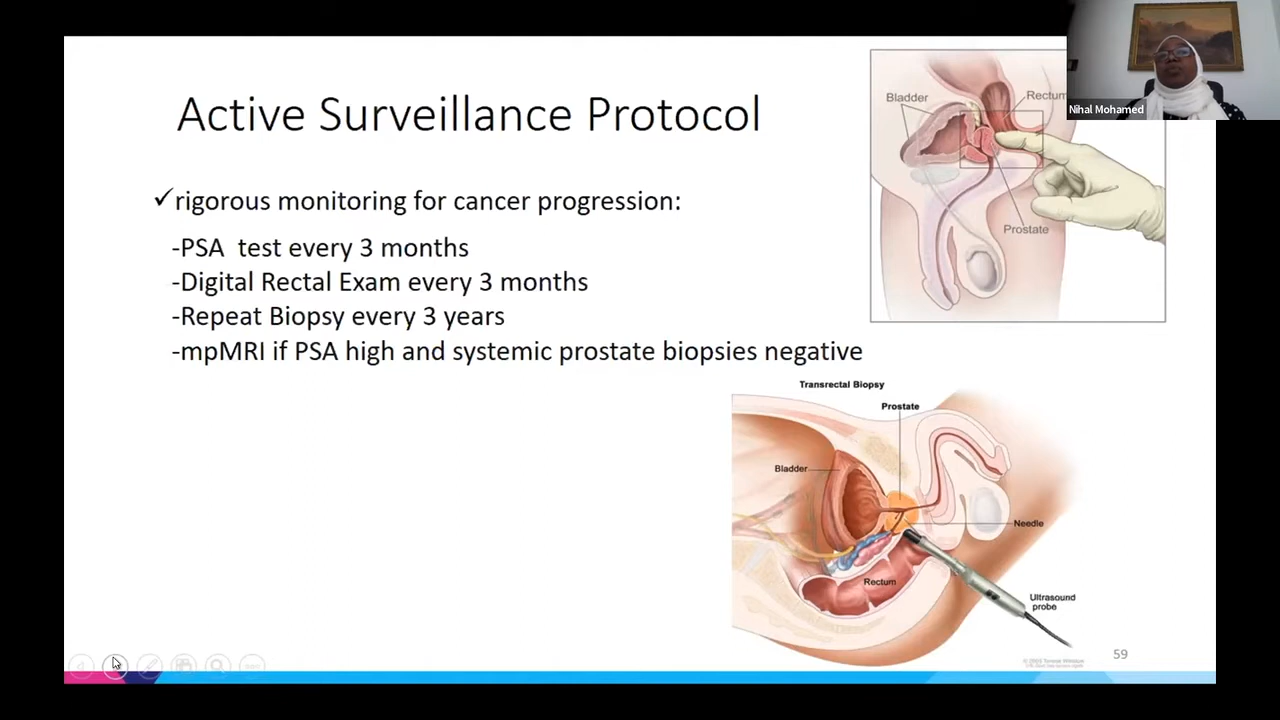 Active Surveillance Protocol
✓rigorous monitoring for cancer progression:
-PSA test every 3 months
-Digital Rectal Exam every 3 months
-Repeat Biopsy every 3 years
-mpMRI if PSA high and systemic prostate biopsies negative
Bladder
Rectum
Prostate
Nihal Mohamed
Transrectal Biopsy
Prostate
Bladder
Needle
Rectum
Ultrasound
probe
59